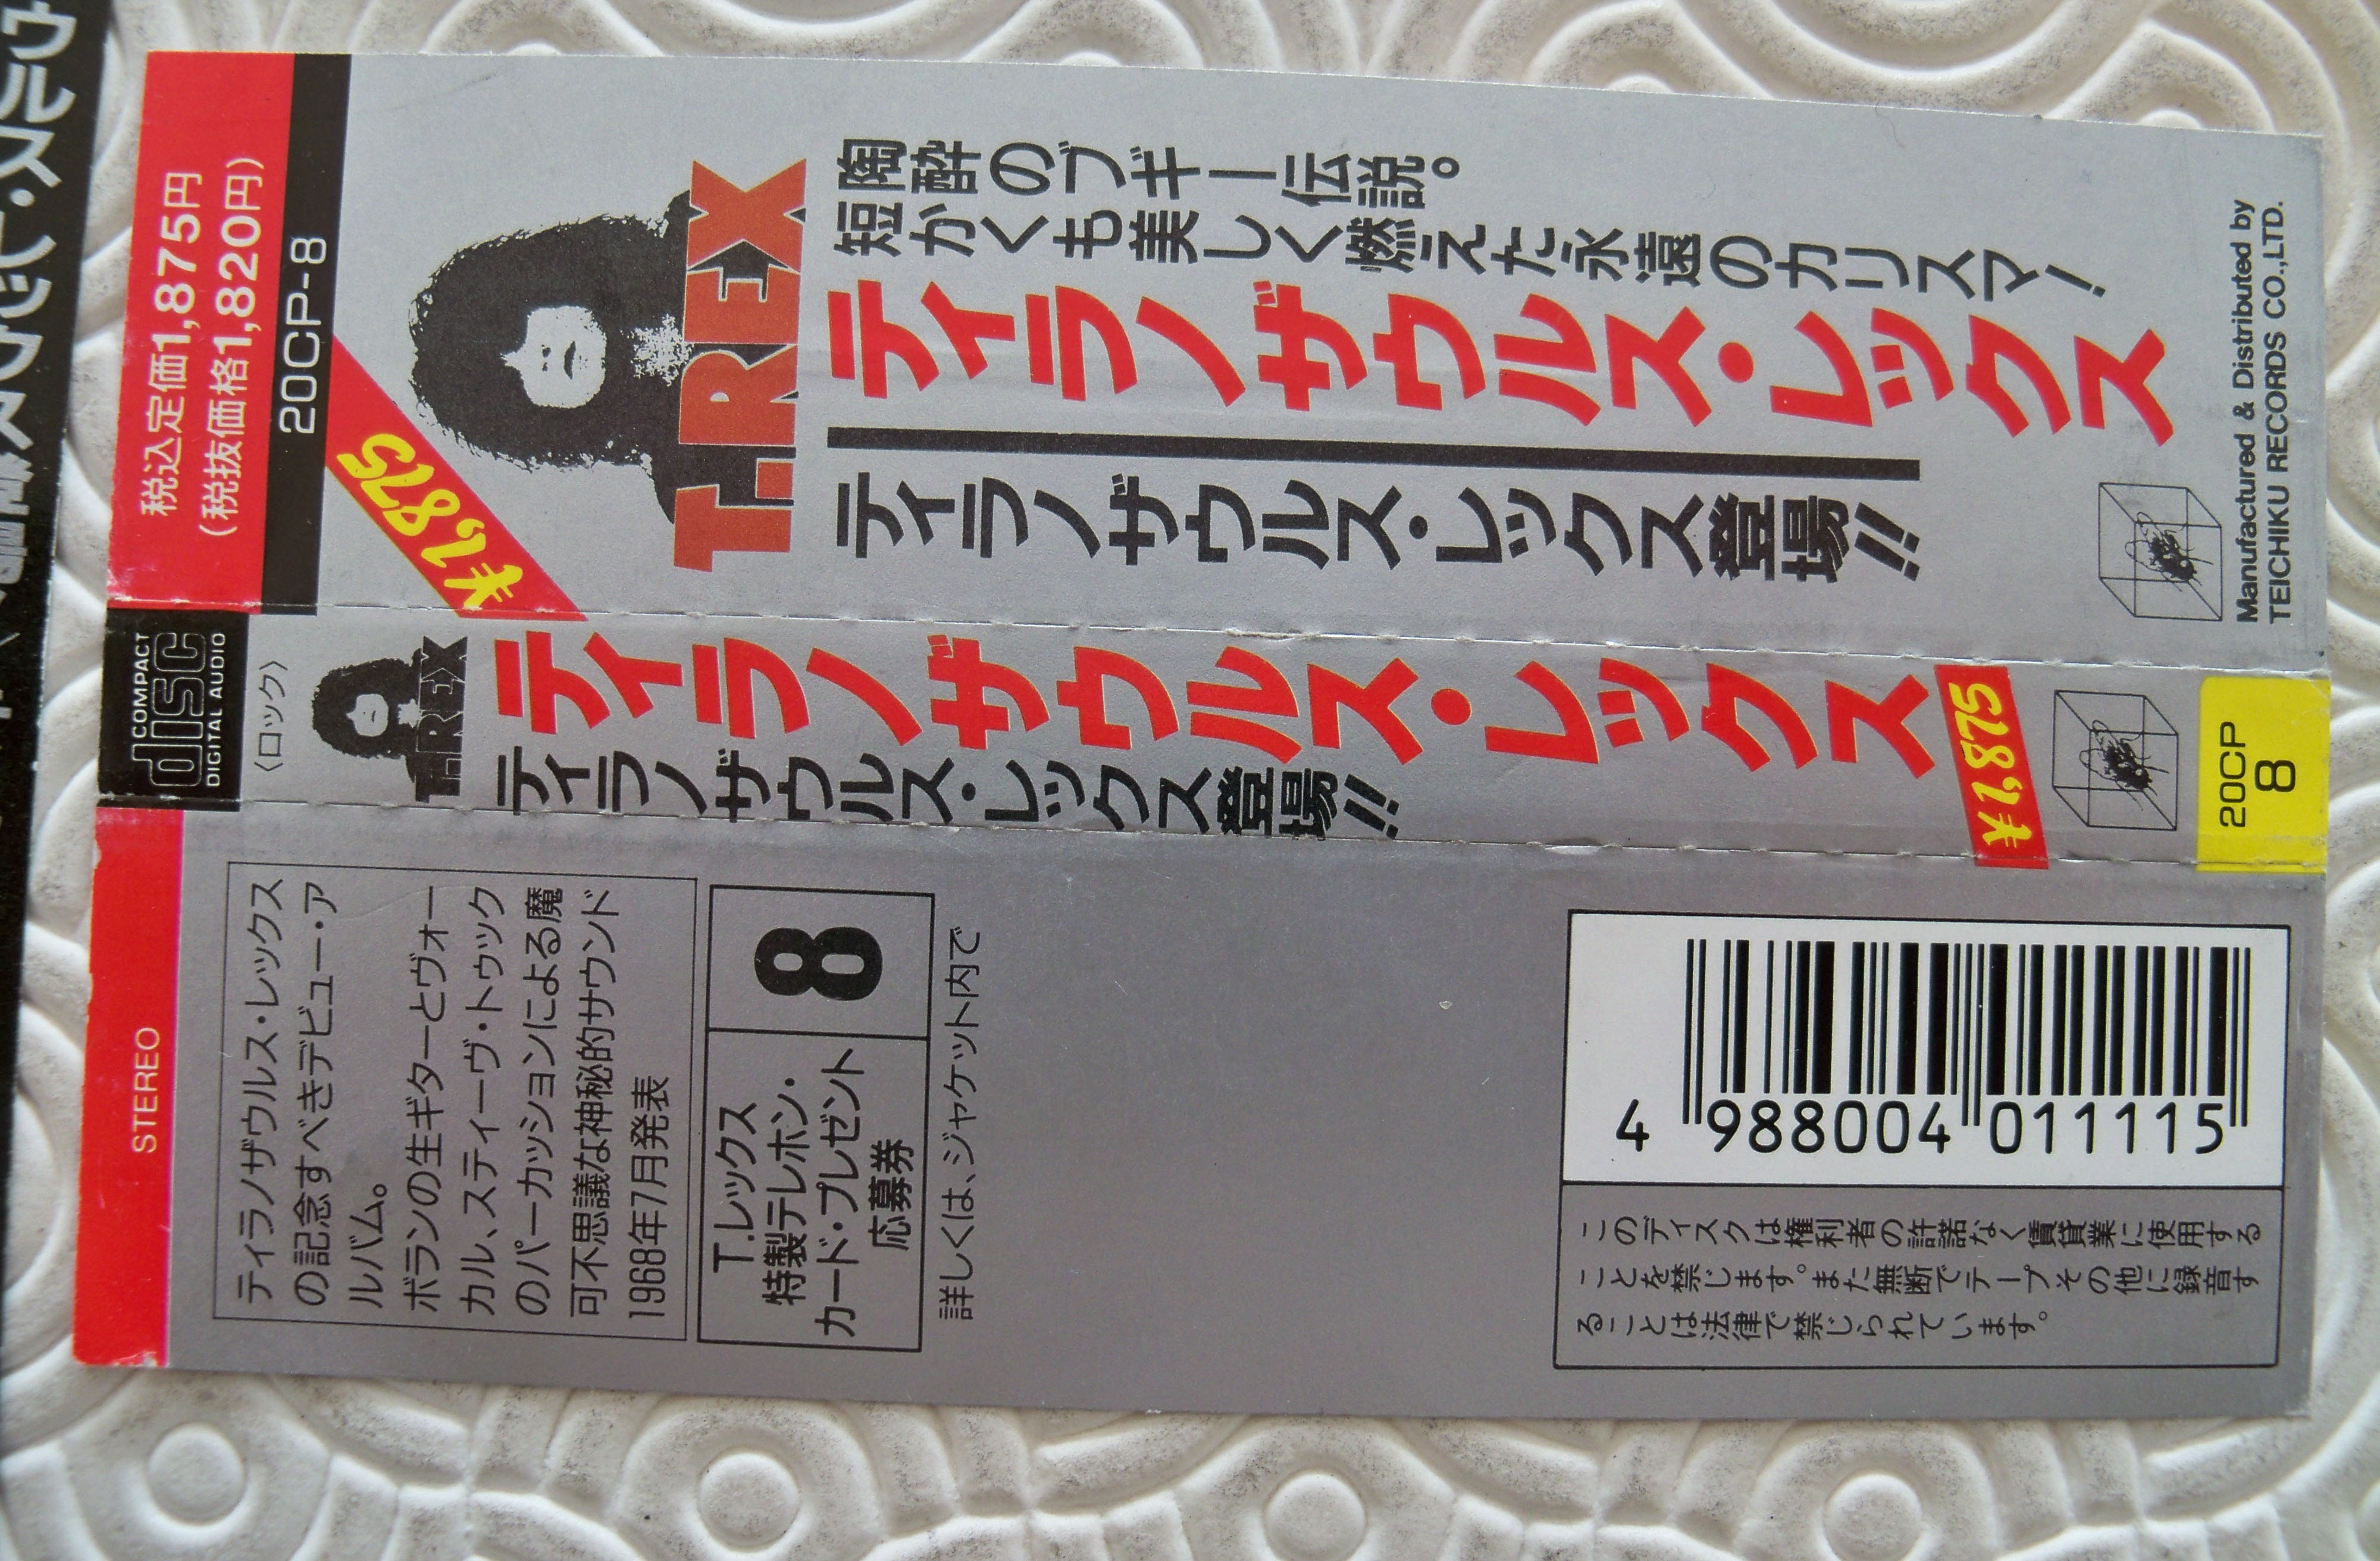 ウルス・レックス
税込定価1,875円
(税抜価格1,820円)
20CP-8
¥1,875
T.REX
陶酔のブギー伝説。
短かくも美しく燃えた永遠のカリスマ!
ティラノザウルス・レックス
ティラノザウルス・レックス登場!!
Manufactured & Distributed by
TEICHIKU RECORDS CO.,LTD.
COMPACT
disc
DIGITAL AUDIO
〈ロック〉
T.REX
ティラノザウルス・レックス
ティラノザウルス・レックス登場!!
¥1,875
20CP
8
STEREO
ティラノザウルス・レックス
の記念すべきデビュー・ア
ルバム。
ボランの生ギターとヴォー
カル、スティーヴ・トゥック
のパーカッションによる魔
可不思議な神秘的サウンド
1968年7月発表
T.レックス
特製テレホン・
カード・プレゼント
応募券
8
詳しくは、ジャケット内で
4 988004 011115
このディスクは権利者の許諾なく賃貸業に使用する
ことを禁じます。また無断でテープその他に録音す
ることは法律で禁じられています。